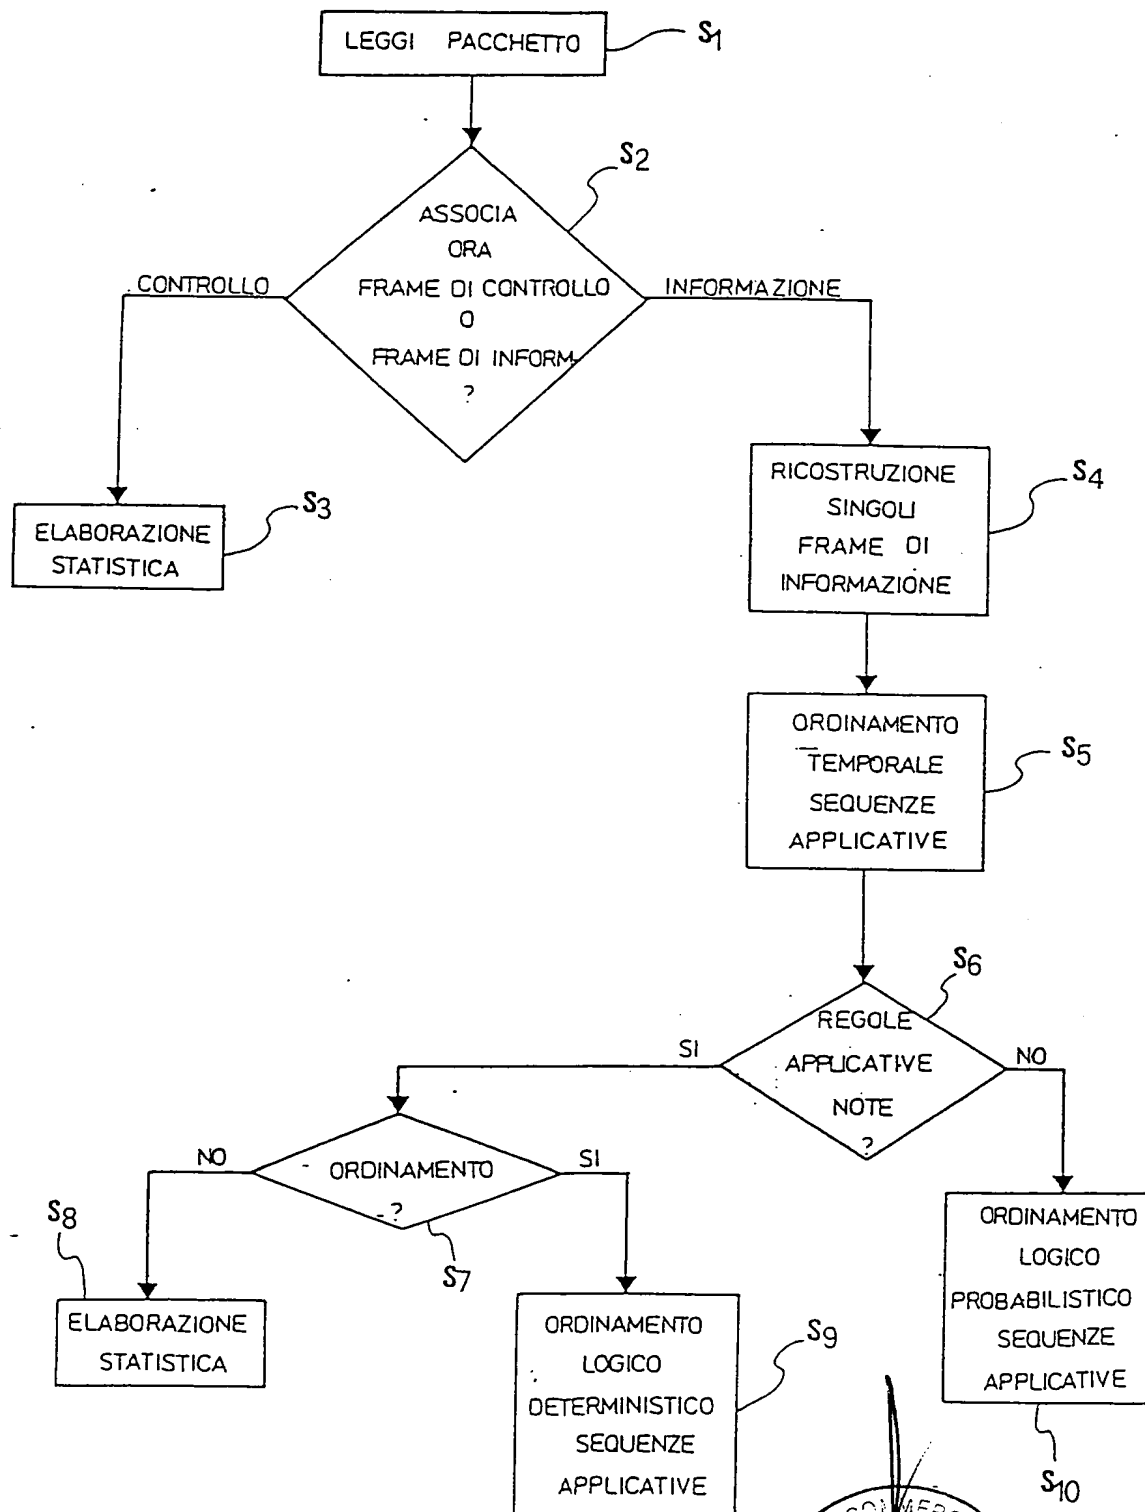 LEGGI PACCHETTO
S1
S2
ASSOCIA
ORA
FRAME DI CONTROLLO
O
FRAME DI INFORM-
?
CONTROLLO
INFORMAZIONE
S3
ELABORAZIONE
STATISTICA
S4
RICOSTRUZIONE
SINGOLI
FRAME DI
INFORMAZIONE
S5
ORDINAMENTO
TEMPORALE
SEQUENZE
APPLICATIVE
S6
REGOLE
APPLICATIVE
NOTE
?
SI
NO
ORDINAMENTO
?
NO
SI
S7
S8
ELABORAZIONE
STATISTICA
S9
ORDINAMENTO
LOGICO
DETERMINISTICO
SEQUENZE
APPLICATIVE
ORDINAMENTO
LOGICO
PROBABILISTICO
SEQUENZE
APPLICATIVE
S10